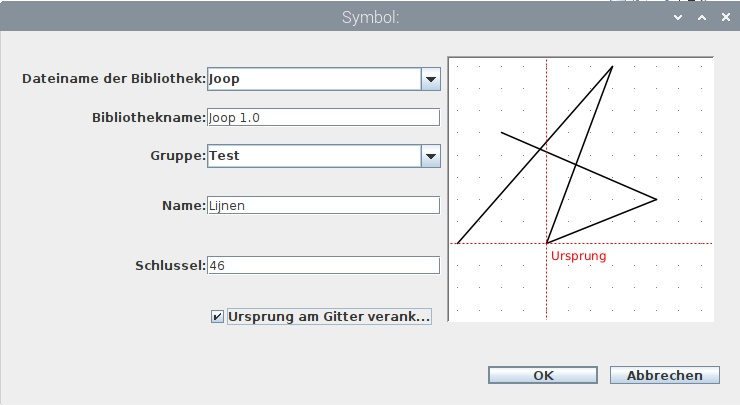 Symbol:
Dateiname der Bibliothek: Joop
Bibliothekname: Joop 1.0
Gruppe: Test
Name: Lijnen
Schlussel: 46
Ursprung am Gitter verank...
Ursprung
OK Abbrechen